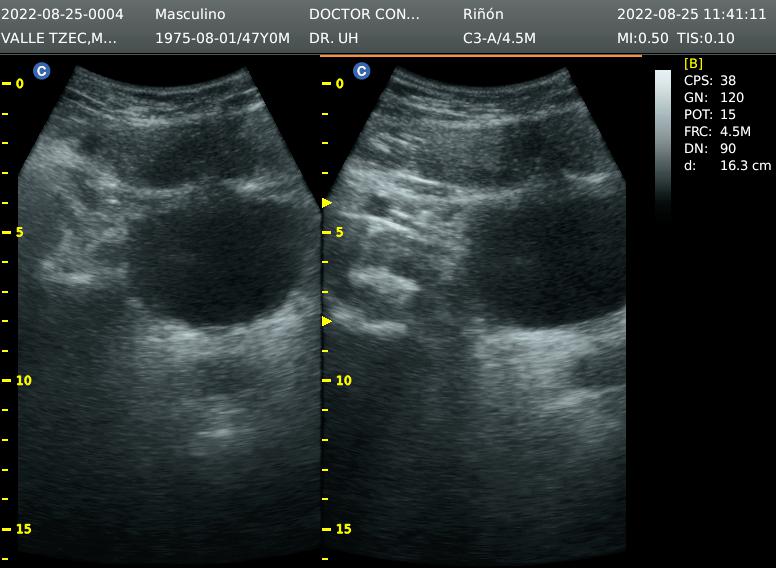 2022-08-25-0004 Masculino DOCTOR CON... Riñón 2022-08-25 11:41:11
VALLE TZEC,M... 1975-08-01/47Y0M DR. UH C3-A/4.5M MI:0.50 TIS:0.10
C C [B]
0 0 CPS: 38
GN: 120
POT: 15
FRC: 4.5M
DN: 90
d: 16.3 cm
5 5
10 10
15 15